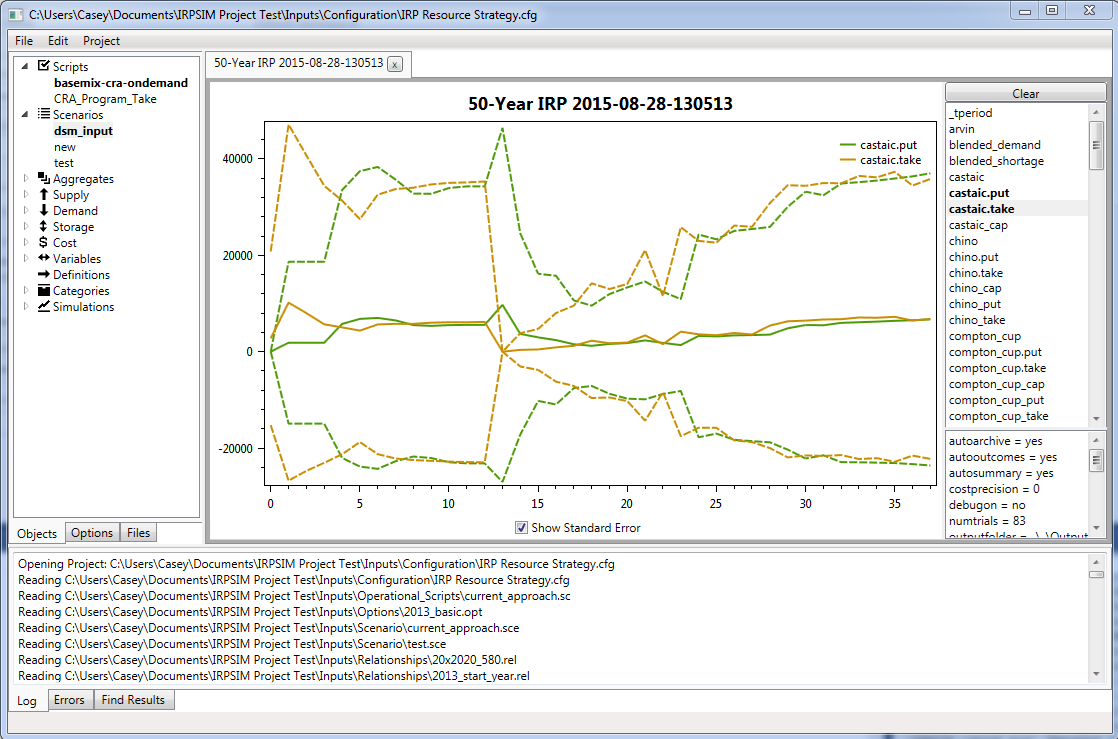 C:\Users\Casey\Documents\IRPSIM Project Test\Inputs\Configuration\IRP Resource Strategy.cfg
File Edit Project
Scripts
basemix-cra-ondemand
CRA_Program_Take
Scenarios
dsm_input
new
test
Aggregates
Supply
Demand
Storage
$ Cost
Variables
Definitions
Categories
Simulations
Objects Options Files
50-Year IRP 2015-08-28-130513 x
50-Year IRP 2015-08-28-130513
castaic.put
castaic.take
40000
20000
0
-20000
0 5 10 15 20 25 30 35
Show Standard Error
Clear
_tperiod
arvin
blended_demand
blended_shortage
castaic
castaic.put
castaic.take
castaic_cap
chino
chino.put
chino.take
chino_cap
chino_put
chino_take
compton_cup
compton_cup.put
compton_cup.take
compton_cup_cap
compton_cup_put
compton_cup_take
autoarchive = yes
autooutcomes = yes
autosummary = yes
costprecision = 0
debugon = no
numtrials = 83
Opening Project: C:\Users\Casey\Documents\IRPSIM Project Test\Inputs\Configuration\IRP Resource Strategy.cfg
Reading C:\Users\Casey\Documents\IRPSIM Project Test\Inputs\Configuration\IRP Resource Strategy.cfg
Reading C:\Users\Casey\Documents\IRPSIM Project Test\Inputs\Operational_Scripts\current_approach.sc
Reading C:\Users\Casey\Documents\IRPSIM Project Test\Inputs\Options\2013_basic.opt
Reading C:\Users\Casey\Documents\IRPSIM Project Test\Inputs\Scenario\current_approach.sce
Reading C:\Users\Casey\Documents\IRPSIM Project Test\Inputs\Scenario\test.sce
Reading C:\Users\Casey\Documents\IRPSIM Project Test\Inputs\Relationships\20x2020_580.rel
Reading C:\Users\Casey\Documents\IRPSIM Project Test\Inputs\Relationships\2013_start_year.rel
Log Errors Find Results